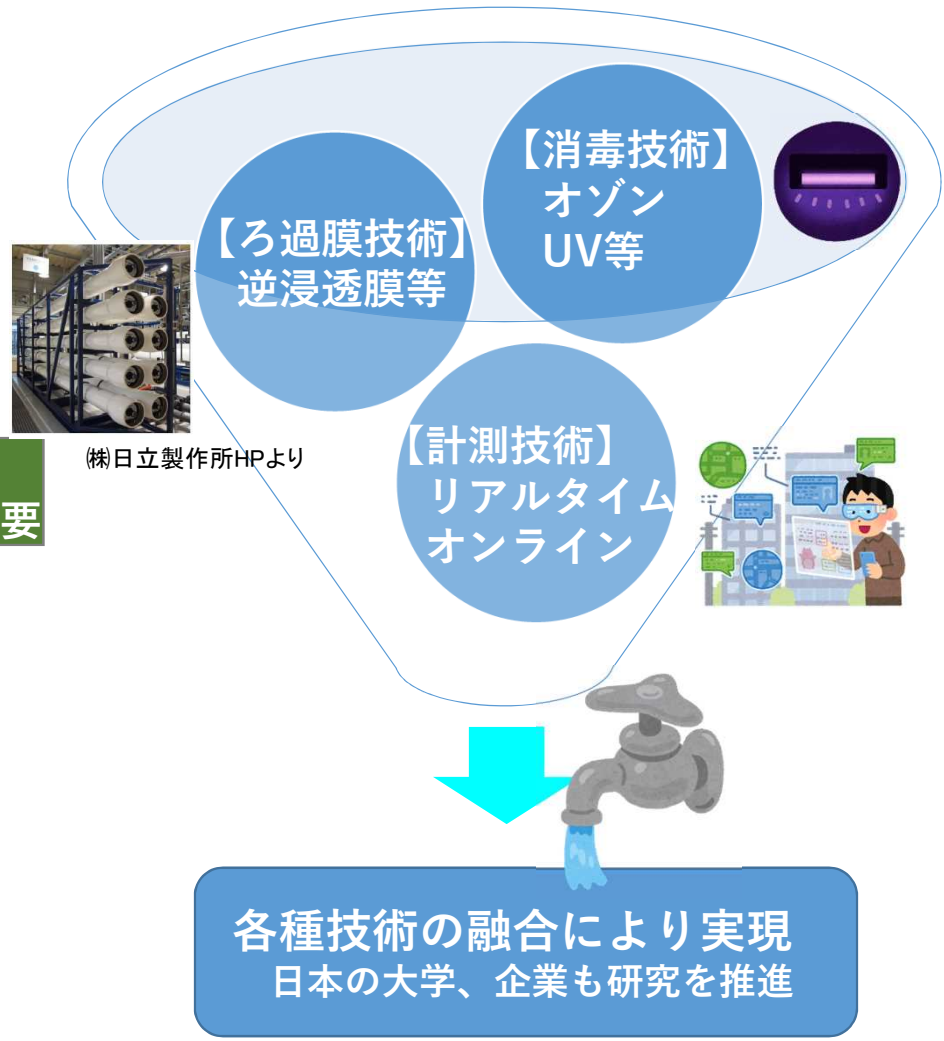 【消毒技術】
オゾン
UV等
【ろ過膜技術】
逆浸透膜等
㈱日立製作所HPより
要
【計測技術】
リアルタイム
オンライン
各種技術の融合により実現
日本の大学、企業も研究を推進